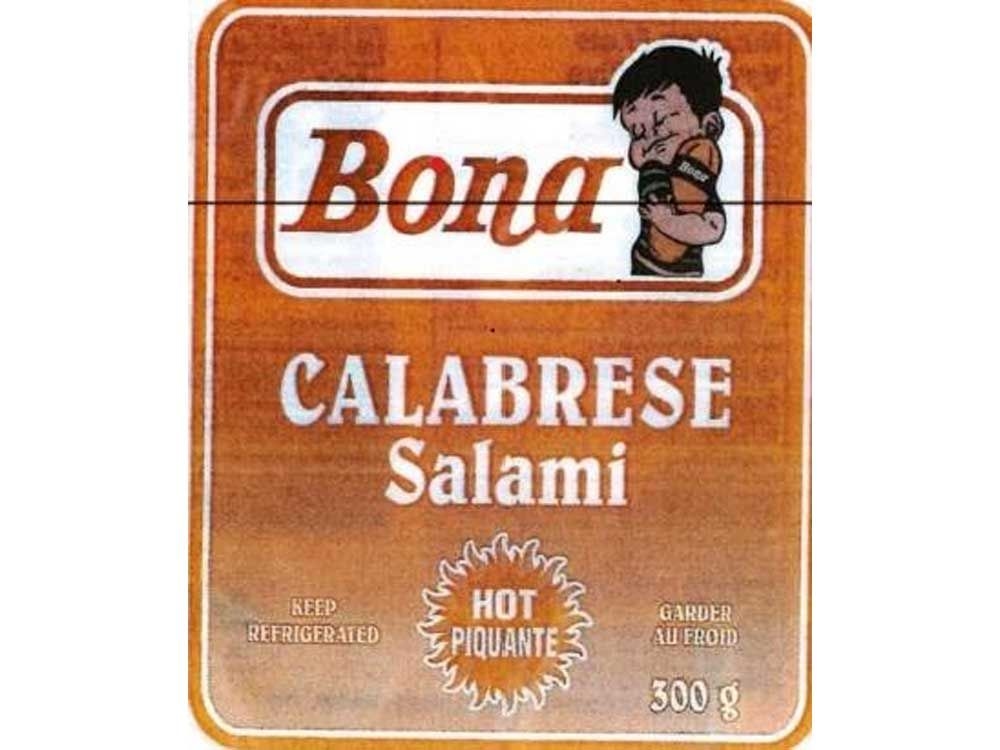 Bona
Bona
CALABRESE
Salami
HOT
PIQUANTE
KEEP
REFRIGERATED
GARDER
AU FROID
300 g